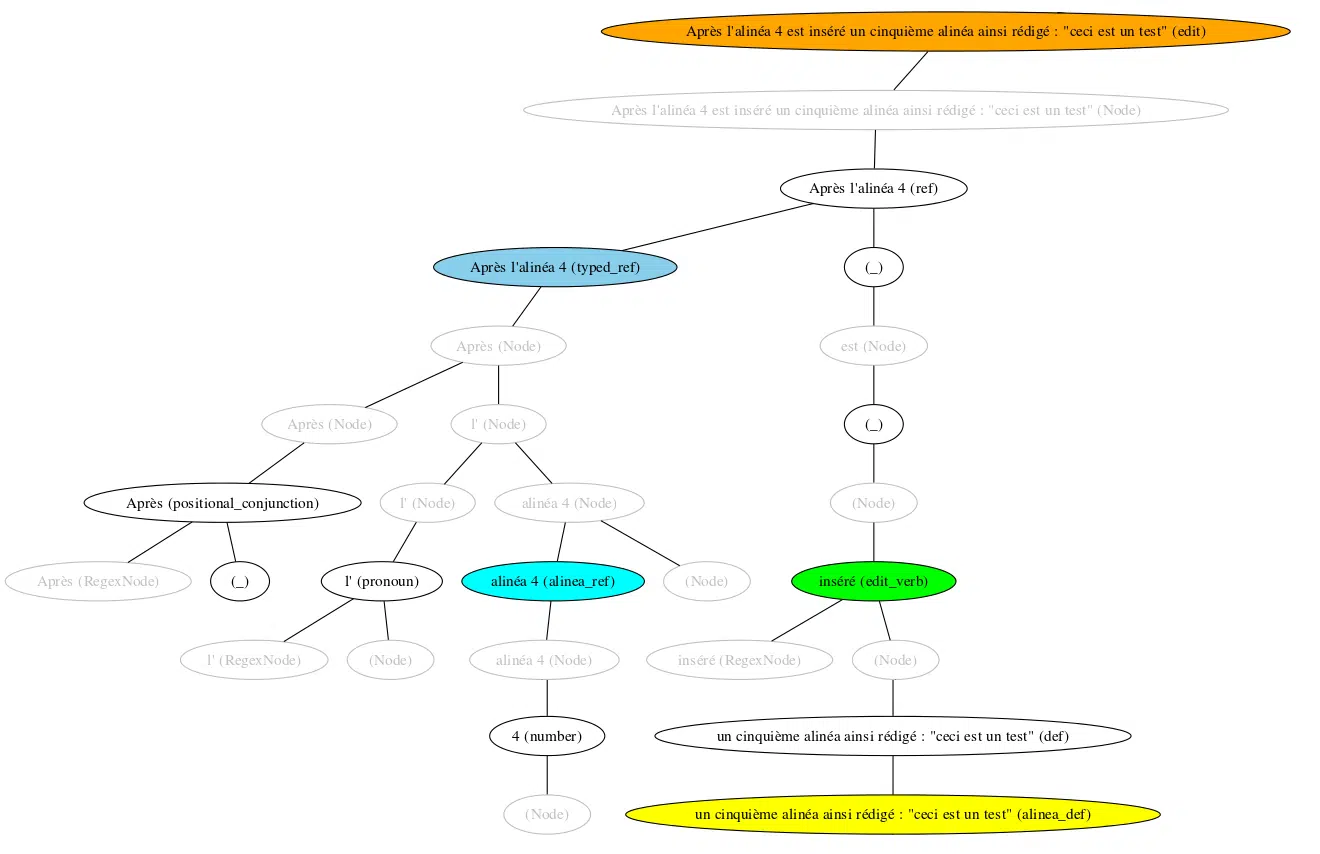 Après l'alinéa 4 est inséré un cinquième alinéa ainsi rédigé : "ceci est un test" (edit)
Après l'alinéa 4 est inséré un cinquième alinéa ainsi rédigé : "ceci est un test" (Node)
Après l'alinéa 4 (ref)
Après l'alinéa 4 (typed_ref)
(_)
Après (Node)
est (Node)
Après (Node)
l' (Node)
(_)
Après (positional_conjunction)
l' (Node)
alinéa 4 (Node)
(Node)
Après (RegexNode)
(_)
l' (pronoun)
alinéa 4 (alinea_ref)
(Node)
inséré (edit_verb)
l' (RegexNode)
(Node)
alinéa 4 (Node)
inséré (RegexNode)
(Node)
4 (number)
un cinquième alinéa ainsi rédigé : "ceci est un test" (def)
(Node)
un cinquième alinéa ainsi rédigé : "ceci est un test" (alinea_def)